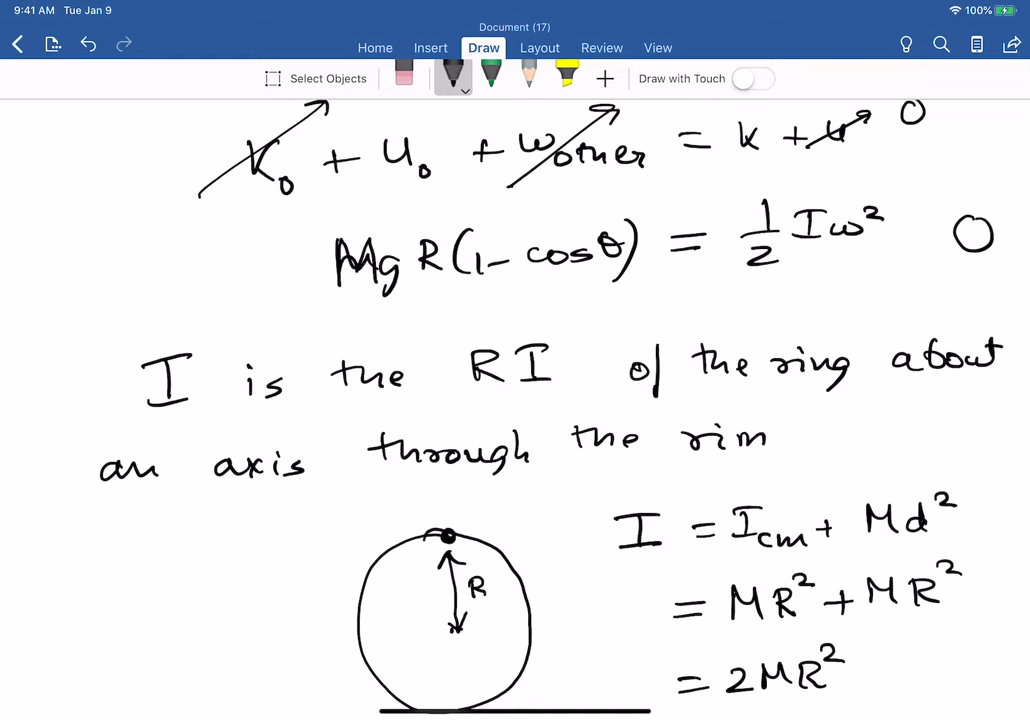 9:41 AM Tue Jan 9 100%
Document (17)
Home Insert Draw Layout Review View
Select Objects Draw with Touch
K₀ + U₀ + W other = K + U 0
MgR(1 - cosθ) = 1/2 Iω² O
I is the RI of the ring about
an axis through the rim
I = Icm + Md²
R
= MR² + MR²
= 2MR²